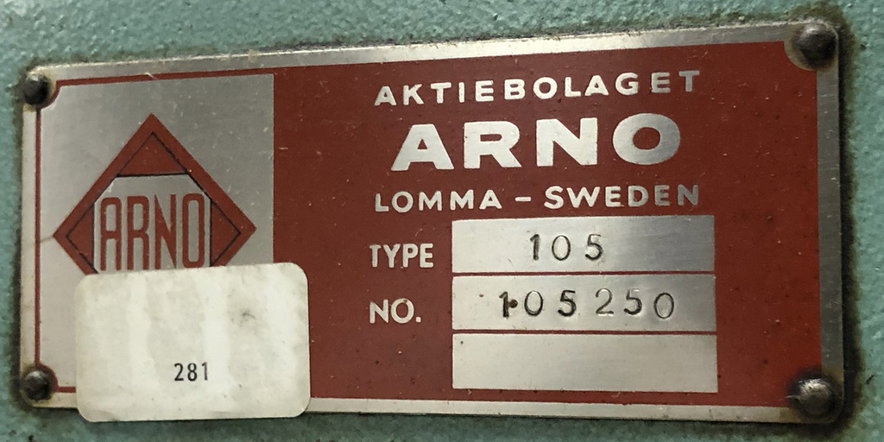 AKTIEBOLAGET
ARNO
LOMMA – SWEDEN
TYPE 105
NO. 105250
ARNO
281